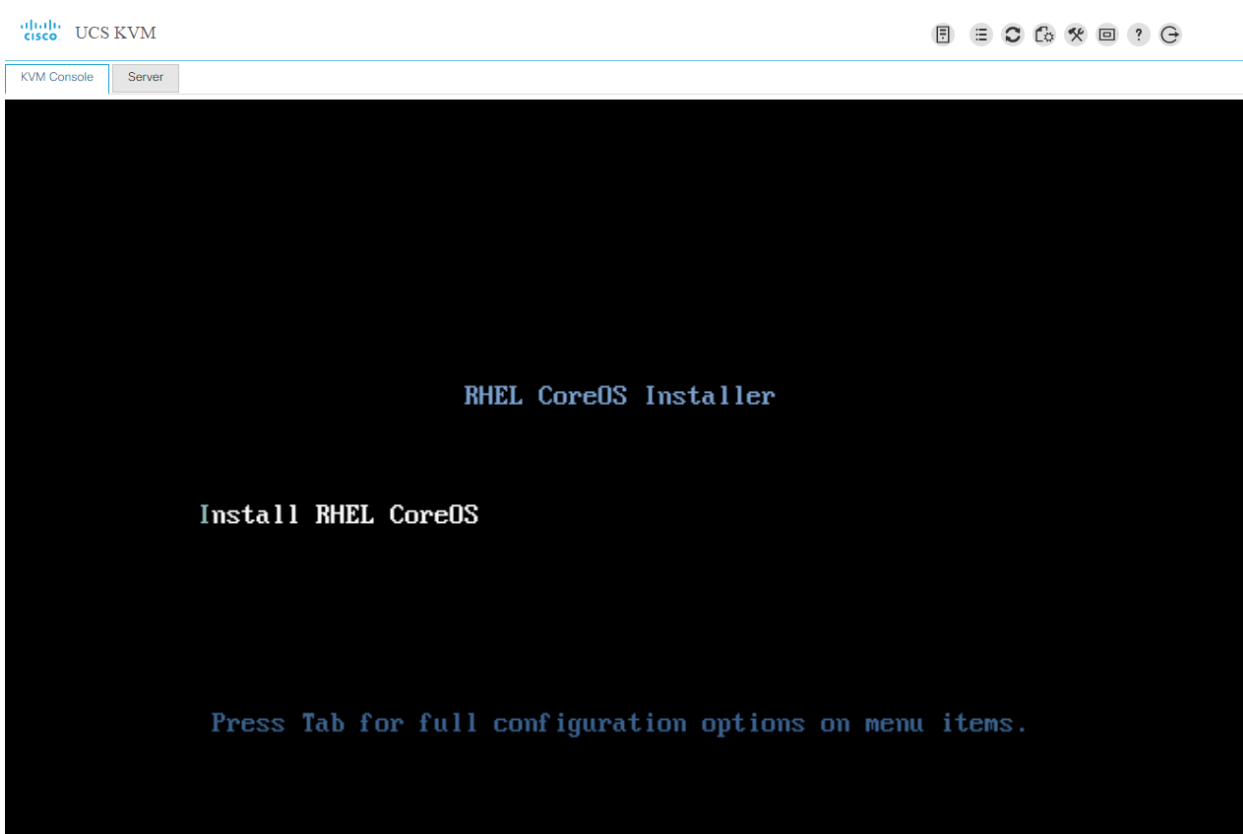 cisco UCS KVM
KVM Console Server
RHEL CoreOS Installer
Install RHEL CoreOS
Press Tab for full configuration options on menu items.